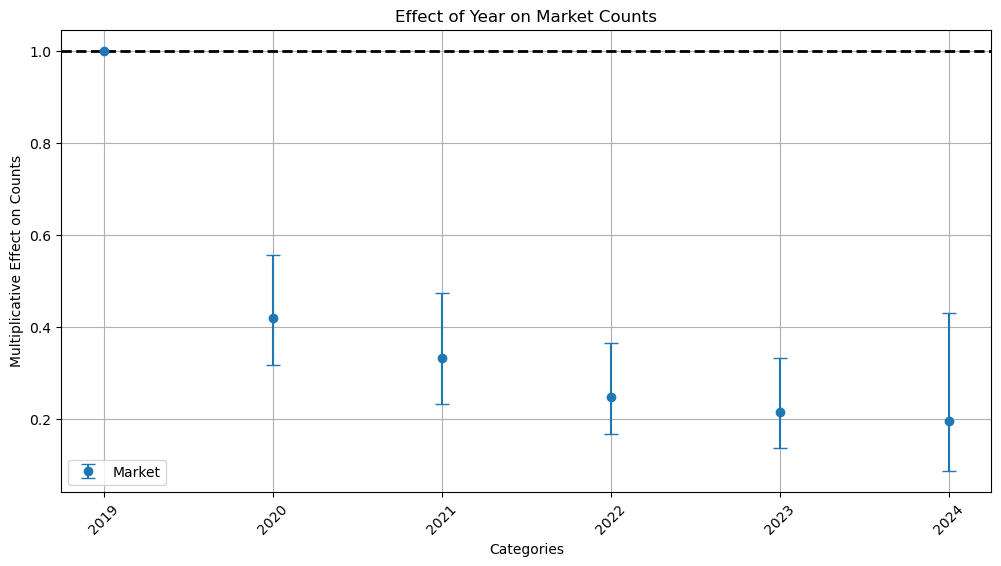 Effect of Year on Market Counts
Multiplicative Effect on Counts
1.0
0.8
0.6
0.4
0.2
Market
2019
2020
2021
2022
2023
2024
Categories